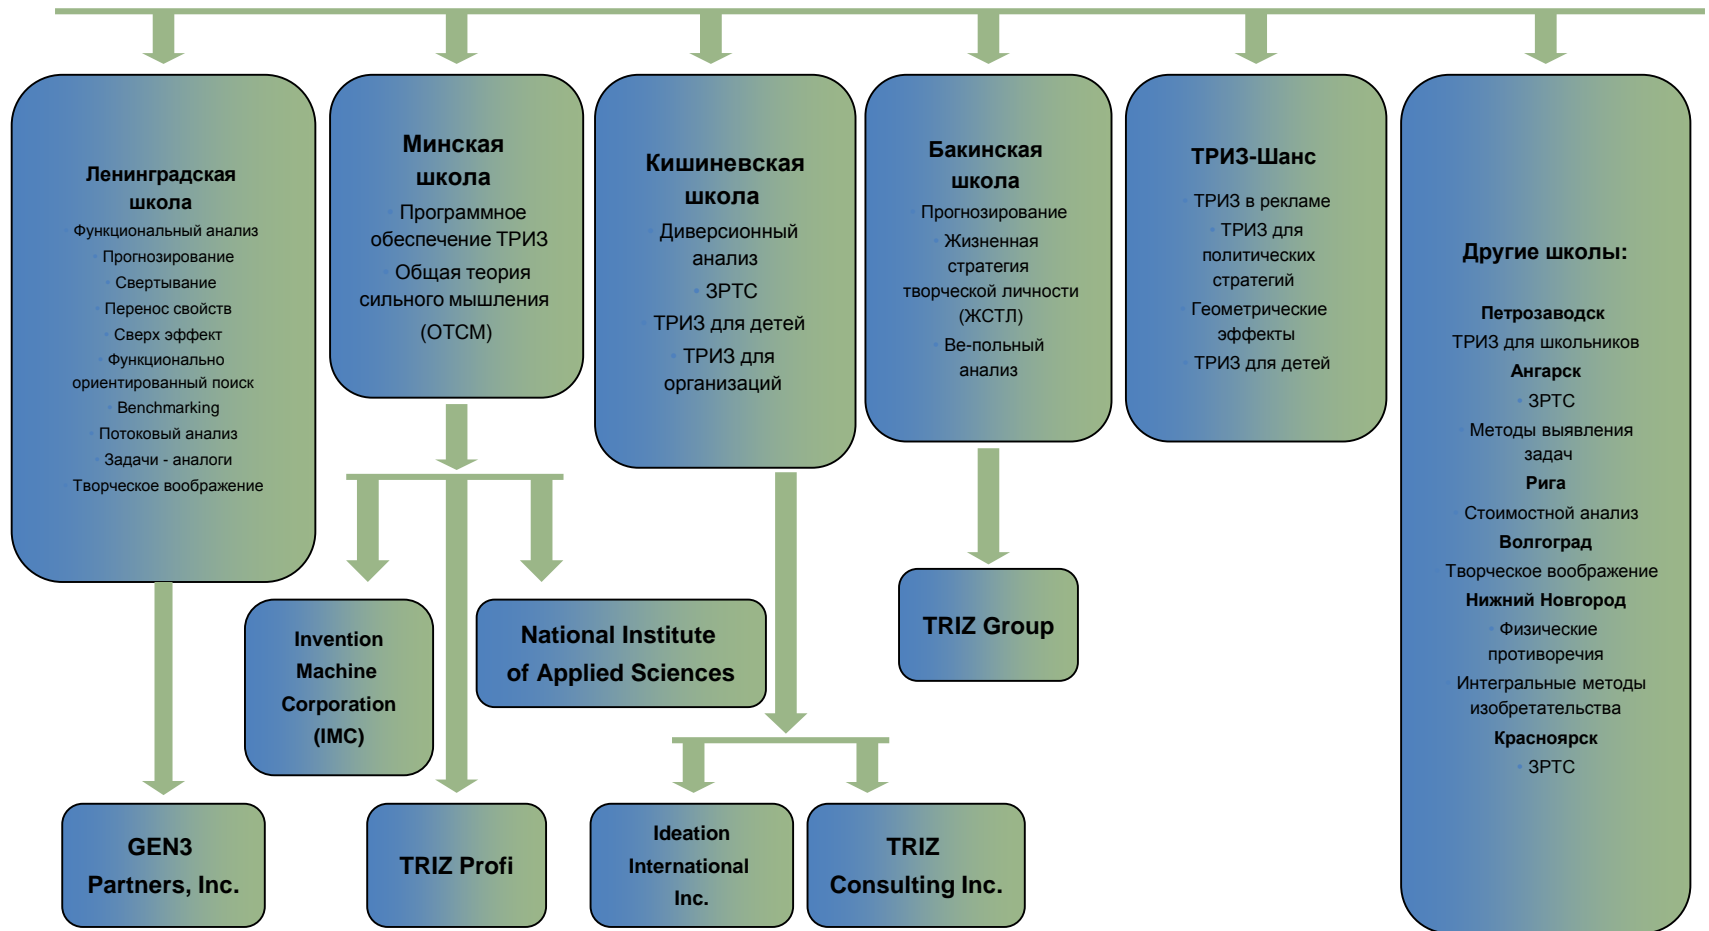 Ленинградская
школа
Функциональный анализ
• Прогнозирование
• Свертывание
• Перенос свойств
• Сверх эффект
• Функционально
ориентированный поиск
• Benchmarking
• Потоковый анализ
• Задачи - аналоги
• Творческое воображение
Минская
школа
• Программное
обеспечение ТРИЗ
• Общая теория
сильного мышления
(ОТСМ)
Кишиневская
школа
• Диверсионный
анализ
• ЗРТС
• ТРИЗ для детей
• ТРИЗ для
организаций
Бакинская
школа
• Прогнозирование
• Жизненная
стратегия
творческой личности
(ЖСТЛ)
• Ве-польный
анализ
ТРИЗ-Шанс
• ТРИЗ в рекламе
• ТРИЗ для
политических
стратегий
• Геометрические
эффекты
• ТРИЗ для детей
Другие школы:
Петрозаводск
ТРИЗ для школьников
Ангарск
• ЗРТС
• Методы выявления
задач
Рига
• Стоимостной анализ
Волгоград
Творческое воображение
Нижний Новгород
• Физические
противоречия
Интегральные методы
изобретательства
Красноярск
• ЗРТС
Invention
Machine
Corporation
(IMC)
National Institute
of Applied Sciences
TRIZ Group
GEN3
Partners, Inc.
TRIZ Profi
Ideation
International
Inc.
TRIZ
Consulting Inc.